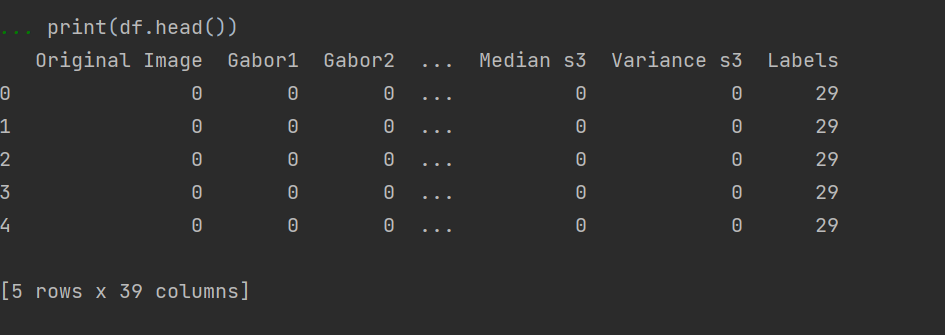 ... print(df.head())
   Original Image  Gabor1  Gabor2  ...  Median s3  Variance s3  Labels
0               0       0       0  ...          0            0      29
1               0       0       0  ...          0            0      29
2               0       0       0  ...          0            0      29
3               0       0       0  ...          0            0      29
4               0       0       0  ...          0            0      29
[5 rows x 39 columns]